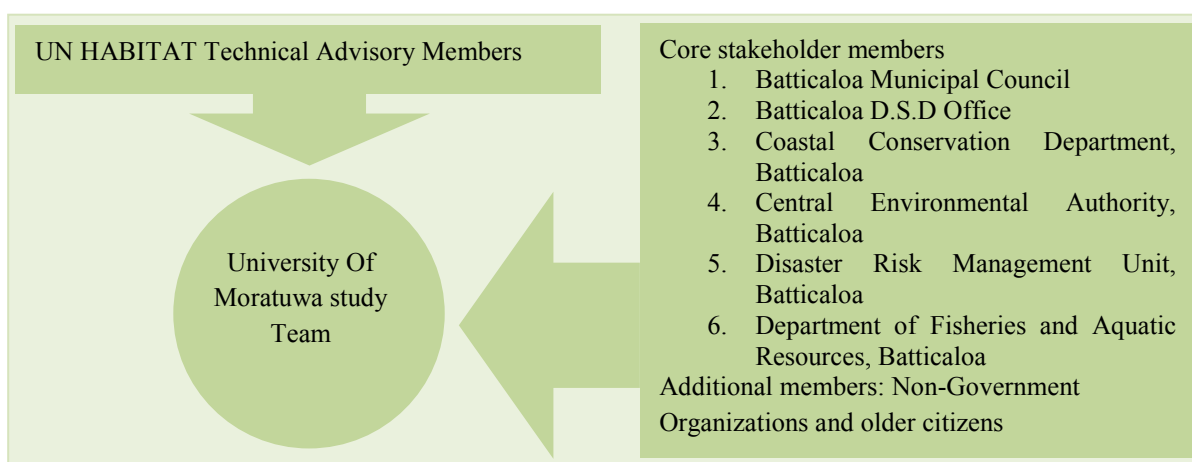 UN HABITAT Technical Advisory Members
University Of
Moratuwa study
Team
Core stakeholder members
1. Batticaloa Municipal Council
2. Batticaloa D.S.D Office
3. Coastal Conservation Department,
Batticaloa
4. Central Environmental Authority,
Batticaloa
5. Disaster Risk Management Unit,
Batticaloa
6. Department of Fisheries and Aquatic
Resources, Batticaloa
Additional members: Non-Government
Organizations and older citizens